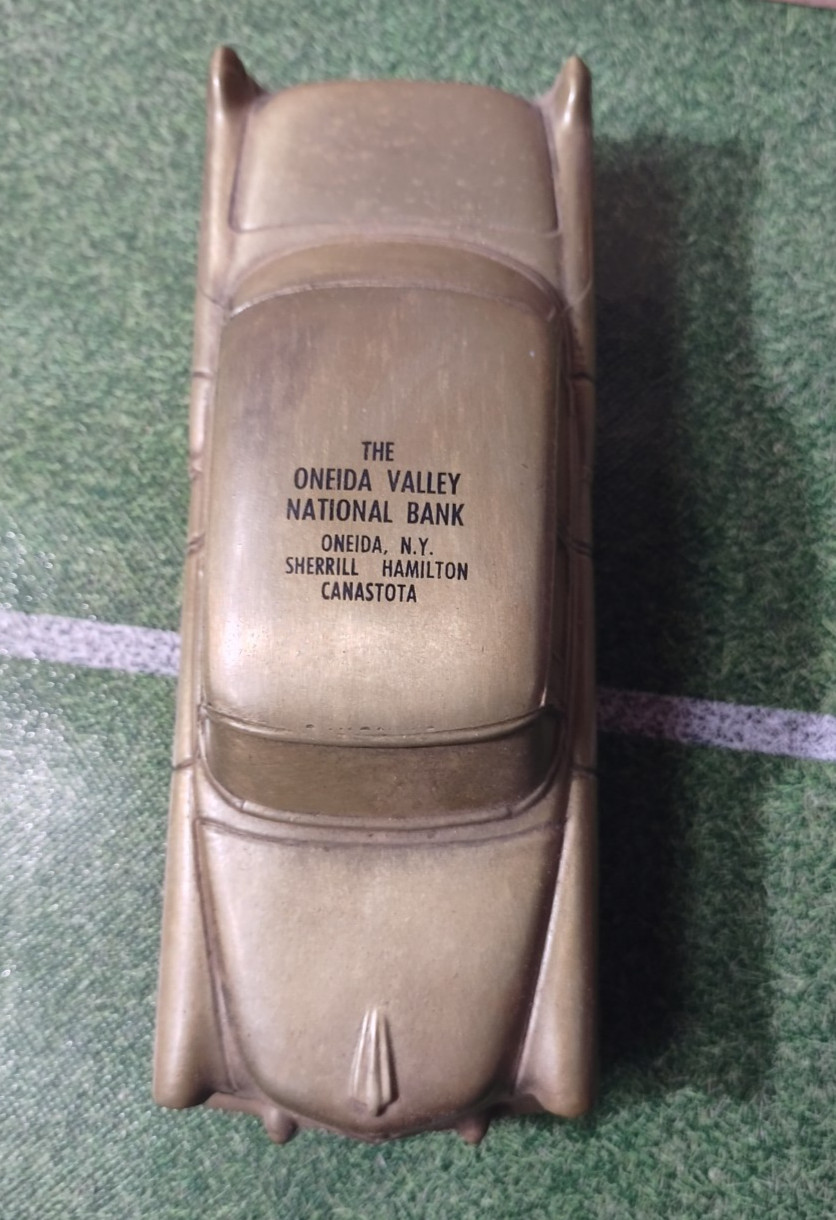 THE
ONEIDA VALLEY
NATIONAL BANK
ONEIDA, N.Y.
SHERRILL HAMILTON
CANASTOTA